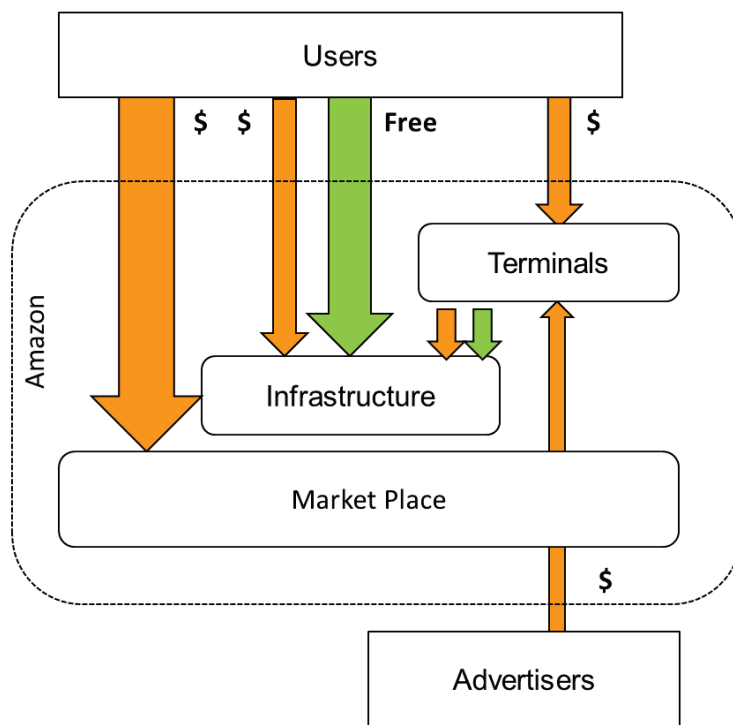 Users
$ $ Free $
Terminals
Amazon
Infrastructure
Market Place
$
Advertisers